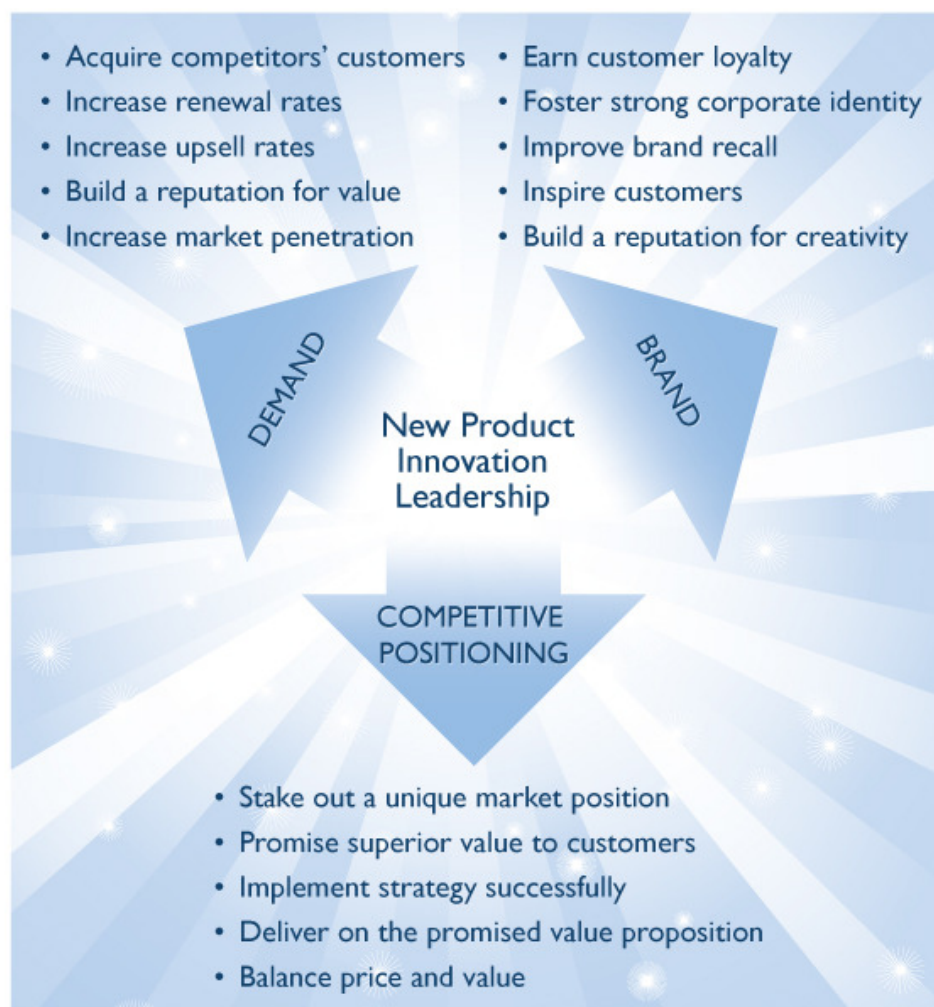 • Acquire competitors’ customers
• Increase renewal rates
• Increase upsell rates
• Build a reputation for value
• Increase market penetration
• Earn customer loyalty
• Foster strong corporate identity
• Improve brand recall
• Inspire customers
• Build a reputation for creativity
DEMAND
BRAND
New Product
Innovation
Leadership
COMPETITIVE
POSITIONING
• Stake out a unique market position
• Promise superior value to customers
• Implement strategy successfully
• Deliver on the promised value proposition
• Balance price and value